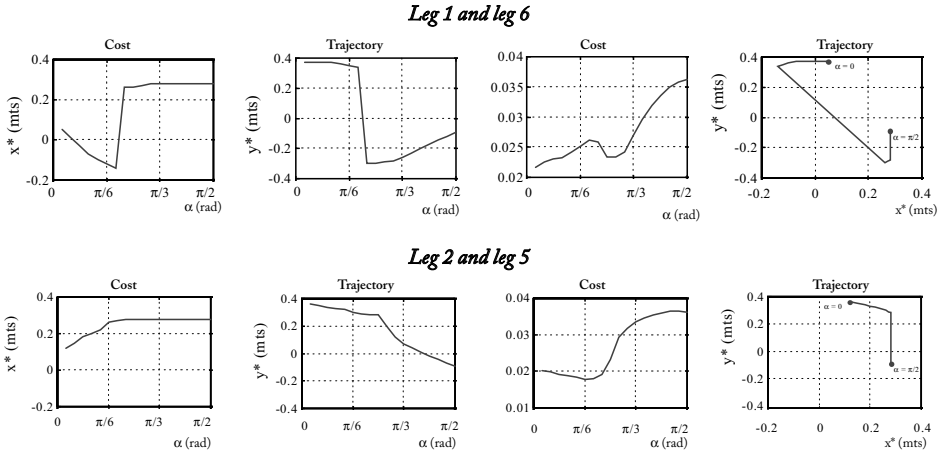 Leg 1 and leg 6
Cost
Trajectory
Cost
Trajectory
x* (mts)
0.4
0.2
0
-0.2
0
π/6
π/3
π/2
α (rad)
y* (mts)
0.4
0.2
0
-0.2
-0.4
0
π/6
π/3
π/2
α (rad)
0.04
0.035
0.03
0.025
0.02
0
π/6
π/3
π/2
α (rad)
y* (mts)
0.4
0.2
0
-0.2
-0.4
α = 0
α = π/2
-0.2
0
0.2
0.4
x* (mts)
Leg 2 and leg 5
Cost
Trajectory
Cost
Trajectory
x* (mts)
0.4
0.2
0
-0.2
0
π/6
π/3
π/2
α (rad)
y* (mts)
0.4
0.2
0
-0.2
-0.4
0
π/6
π/3
π/2
α (rad)
0.04
0.03
0.02
0.01
0
π/6
π/3
π/2
α (rad)
y* (mts)
0.4
0.2
0
-0.2
-0.4
α = 0
α = π/2
-0.2
0
0.2
0.4
x* (mts)